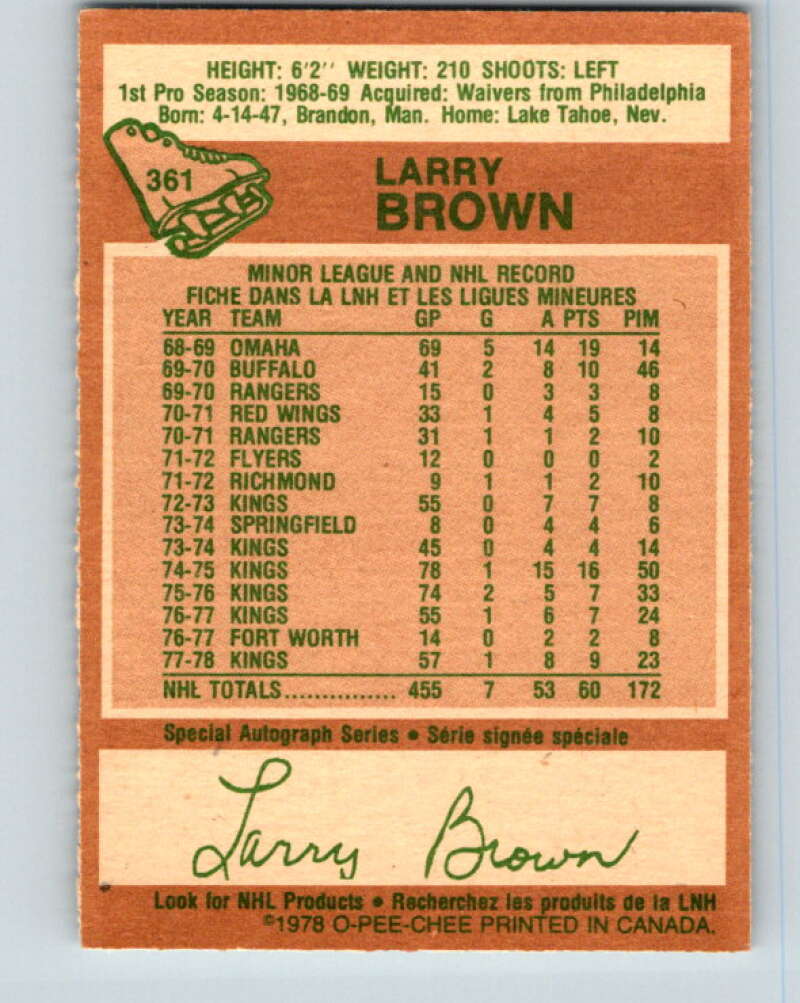 HEIGHT: 6'2'' WEIGHT: 210 SHOOTS: LEFT
1st Pro Season: 1968-69 Acquired: Waivers from Philadelphia
Born: 4-14-47, Brandon, Man. Home: Lake Tahoe, Nev.
361
LARRY
BROWN
MINOR LEAGUE AND NHL RECORD
FICHE DANS LA LNH ET LES LIGUES MINEURES
YEAR TEAM GP G A PTS PIM
68-69 OMAHA 69 5 14 19 14
69-70 BUFFALO 41 2 8 10 46
69-70 RANGERS 15 0 3 3 8
70-71 RED WINGS 33 1 4 5 8
70-71 RANGERS 31 1 1 2 10
71-72 FLYERS 12 0 0 0 2
71-72 RICHMOND 9 1 1 2 10
72-73 KINGS 55 0 7 7 8
73-74 SPRINGFIELD 8 0 4 4 6
73-74 KINGS 45 0 4 4 14
74-75 KINGS 78 1 15 16 50
75-76 KINGS 74 2 5 7 33
76-77 KINGS 55 1 6 7 24
76-77 FORT WORTH 14 0 2 2 8
77-78 KINGS 57 1 8 9 23
NHL TOTALS............... 455 7 53 60 172
Special Autograph Series • Série signée spéciale
Larry Brown
Look for NHL Products • Recherchez les produits de la LNH
©1978 O-PEE-CHEE PRINTED IN CANADA.